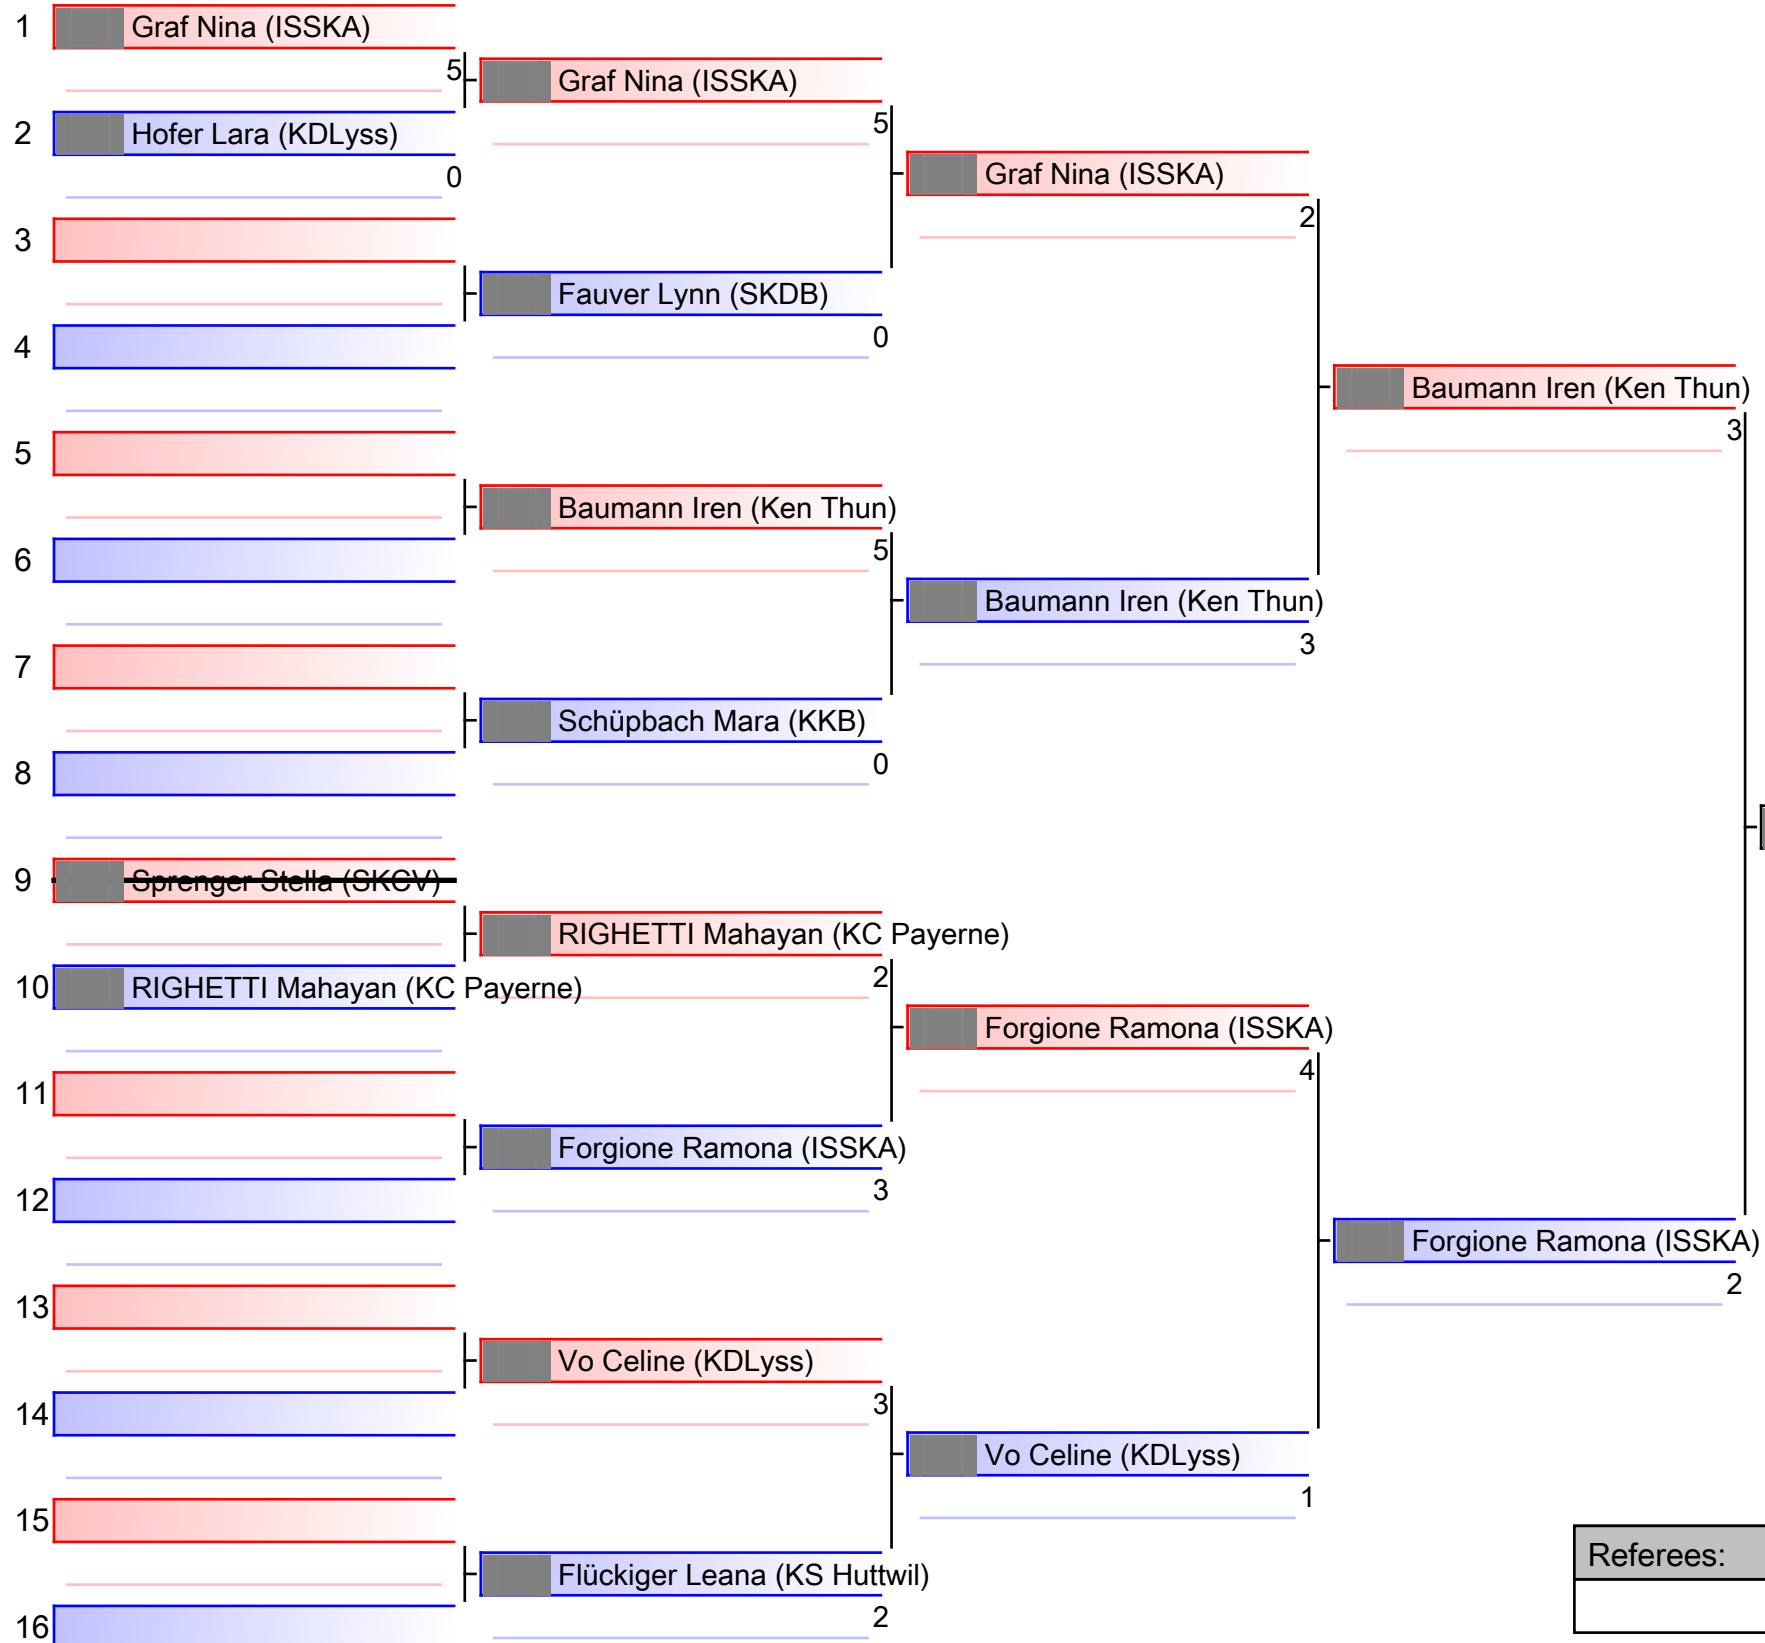 1 Graf Nina (ISSKA)
5
Graf Nina (ISSKA)
5
2 Hofer Lara (KDLyss)
0
Graf Nina (ISSKA)
2
3
Fauver Lynn (SKDB)
0
4
Baumann Iren (Ken Thun)
3
5
Baumann Iren (Ken Thun)
5
6
Baumann Iren (Ken Thun)
3
7
Schüpbach Mara (KKB)
0
8
9 Sprenger Stella (SKCV)
RIGHETTI Mahayan (KC Payerne)
2
10 RIGHETTI Mahayan (KC Payerne)
Forgione Ramona (ISSKA)
4
11
Forgione Ramona (ISSKA)
3
12
Forgione Ramona (ISSKA)
2
13
Vo Celine (KDLyss)
3
14
Vo Celine (KDLyss)
1
15
Referees:
Flückiger Leana (KS Huttwil)
2
16